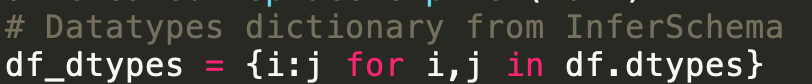 # Datatypes dictionary from InferSchema
df_dtypes = {i:j for i,j in df.dtypes}